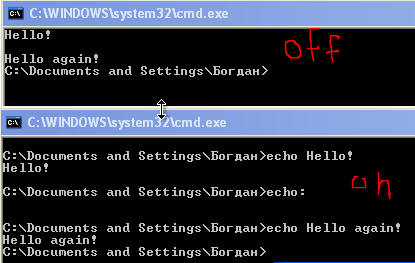 C:\WINDOWS\system32\cmd.exe
Hello!
off
Hello again!
C:\Documents and Settings\Богдан>
C:\WINDOWS\system32\cmd.exe
C:\Documents and Settings\Богдан>echo Hello!
Hello!
C:\Documents and Settings\Богдан>echo:
on
C:\Documents and Settings\Богдан>echo Hello again!
Hello again!
C:\Documents and Settings\Богдан>